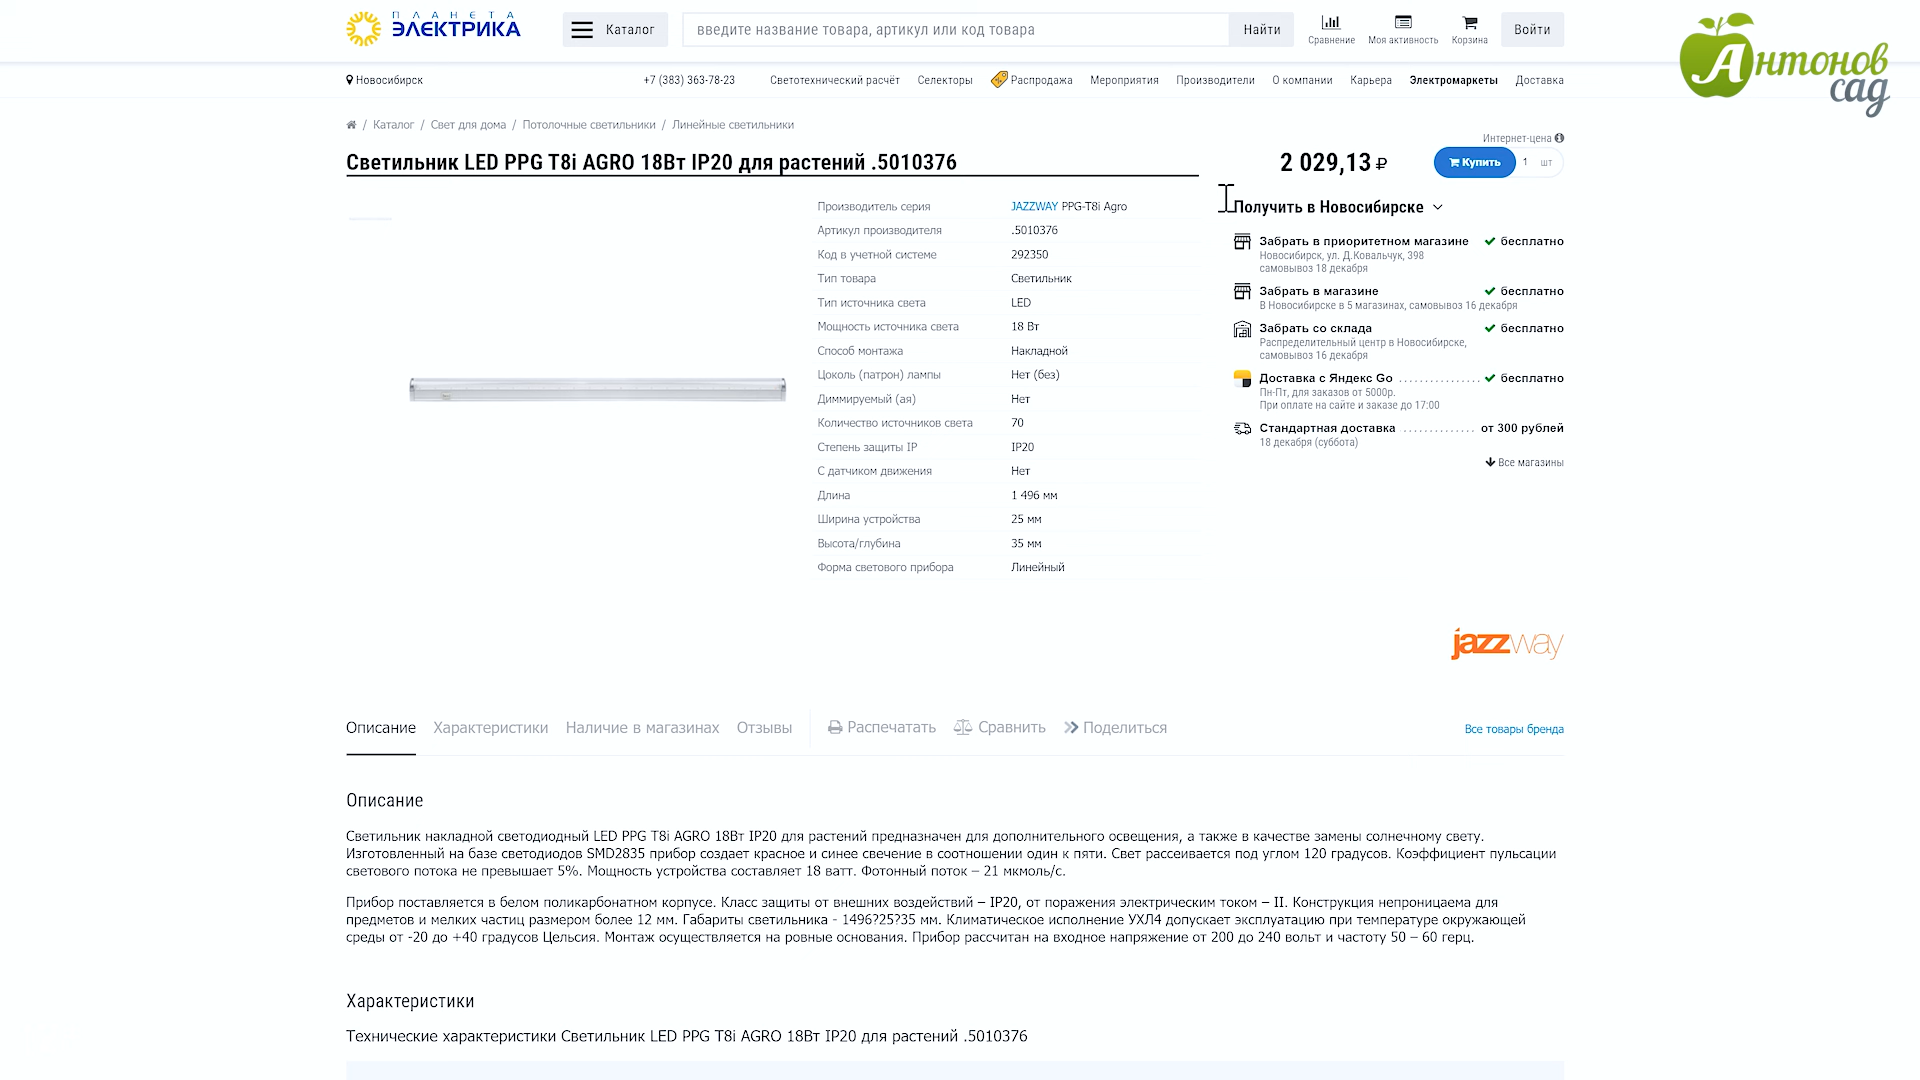 ПЛАНЕТА
ЭЛЕКТРИКА
Каталог
введите название товара, артикул или код товара
Найти
Сравнение
Моя активность
Корзина
Войти
Антонов
сад
Новосибирск
+7 (383) 363-78-23
Светотехнический расчёт
Селекторы
Распродажа
Мероприятия
Производители
О компании
Карьера
Электромаркеты
Доставка
/ Каталог / Свет для дома / Потолочные светильники / Линейные светильники
Интернет-цена
Светильник LED PPG T8i AGRO 18Вт IP20 для растений .5010376
2 029,13 ₽
Купить
1 шт
Производитель серия JAZZWAY PPG-T8i Agro
Артикул производителя .5010376
Код в учетной системе 292350
Тип товара Светильник
Тип источника света LED
Мощность источника света 18 Вт
Способ монтажа Накладной
Цоколь (патрон) лампы Нет (без)
Диммируемый (ая) Нет
Количество источников света 70
Степень защиты IP IP20
С датчиком движения Нет
Длина 1 496 мм
Ширина устройства 25 мм
Высота/глубина 35 мм
Форма светового прибора Линейный
Получить в Новосибирске
Забрать в приоритетном магазине бесплатно
Новосибирск, ул. Д.Ковальчук, 398
самовывоз 18 декабря
Забрать в магазине бесплатно
В Новосибирске в 5 магазинах, самовывоз 16 декабря
Забрать со склада бесплатно
Распределительный центр в Новосибирске,
самовывоз 16 декабря
Доставка с Яндекс Go бесплатно
Пн-Пт, для заказов от 5000р.
При оплате на сайте и заказе до 17:00
Стандартная доставка от 300 рублей
18 декабря (суббота)
Все магазины
jazzway
Описание
Характеристики
Наличие в магазинах
Отзывы
Распечатать
Сравнить
Поделиться
Все товары бренда
Описание
Светильник накладной светодиодный LED PPG T8i AGRO 18Вт IP20 для растений предназначен для дополнительного освещения, а также в качестве замены солнечному свету.
Изготовленный на базе светодиодов SMD2835 прибор создает красное и синее свечение в соотношении один к пяти. Свет рассеивается под углом 120 градусов. Коэффициент пульсации
светового потока не превышает 5%. Мощность устройства составляет 18 ватт. Фотонный поток – 21 мкмоль/с.
Прибор поставляется в белом поликарбонатном корпусе. Класс защиты от внешних воздействий – IP20, от поражения электрическим током – II. Конструкция непроницаема для
предметов и мелких частиц размером более 12 мм. Габариты светильника - 1496?25?35 мм. Климатическое исполнение УХЛ4 допускает эксплуатацию при температуре окружающей
среды от -20 до +40 градусов Цельсия. Монтаж осуществляется на ровные основания. Прибор рассчитан на входное напряжение от 200 до 240 вольт и частоту 50 – 60 герц.
Характеристики
Технические характеристики Светильник LED PPG T8i AGRO 18Вт IP20 для растений .5010376